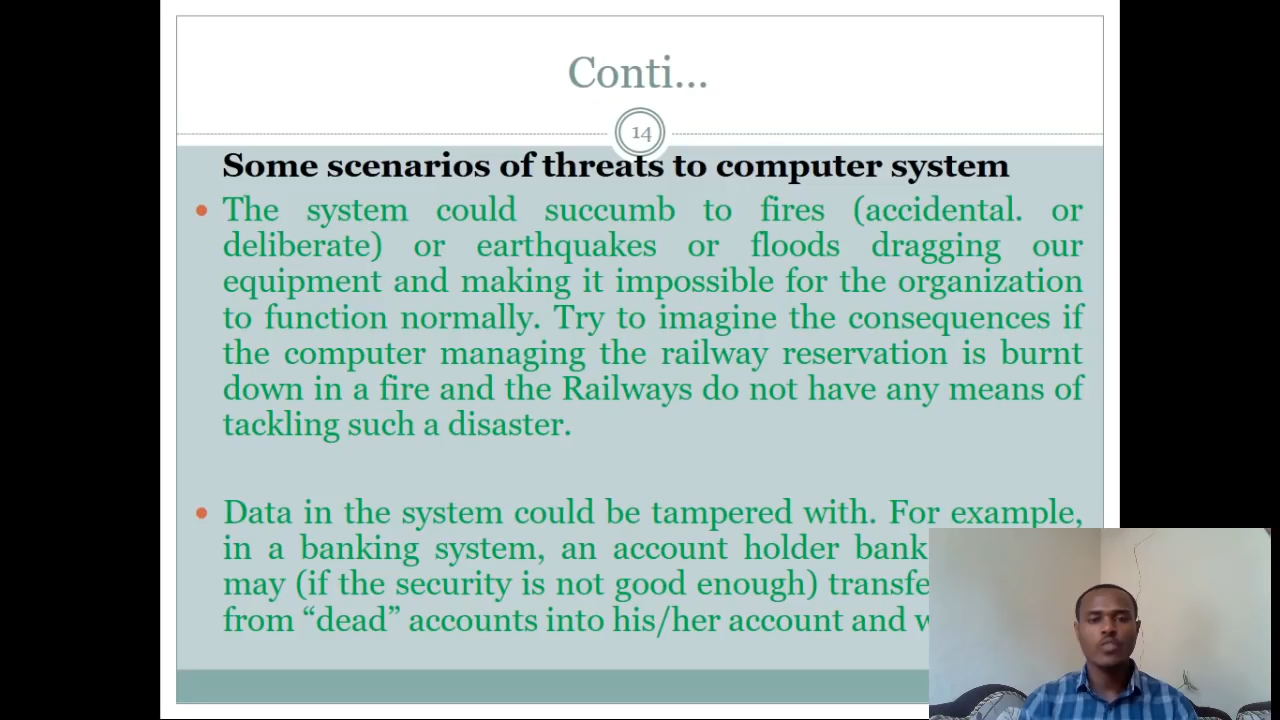 Conti…
14
Some scenarios of threats to computer system
• The system could succumb to fires (accidental. or
deliberate) or earthquakes or floods dragging our
equipment and making it impossible for the organization
to function normally. Try to imagine the consequences if
the computer managing the railway reservation is burnt
down in a fire and the Railways do not have any means of
tackling such a disaster.
• Data in the system could be tampered with. For example,
in a banking system, an account holder bank
may (if the security is not good enough)
from “dead” accounts into his/her account and